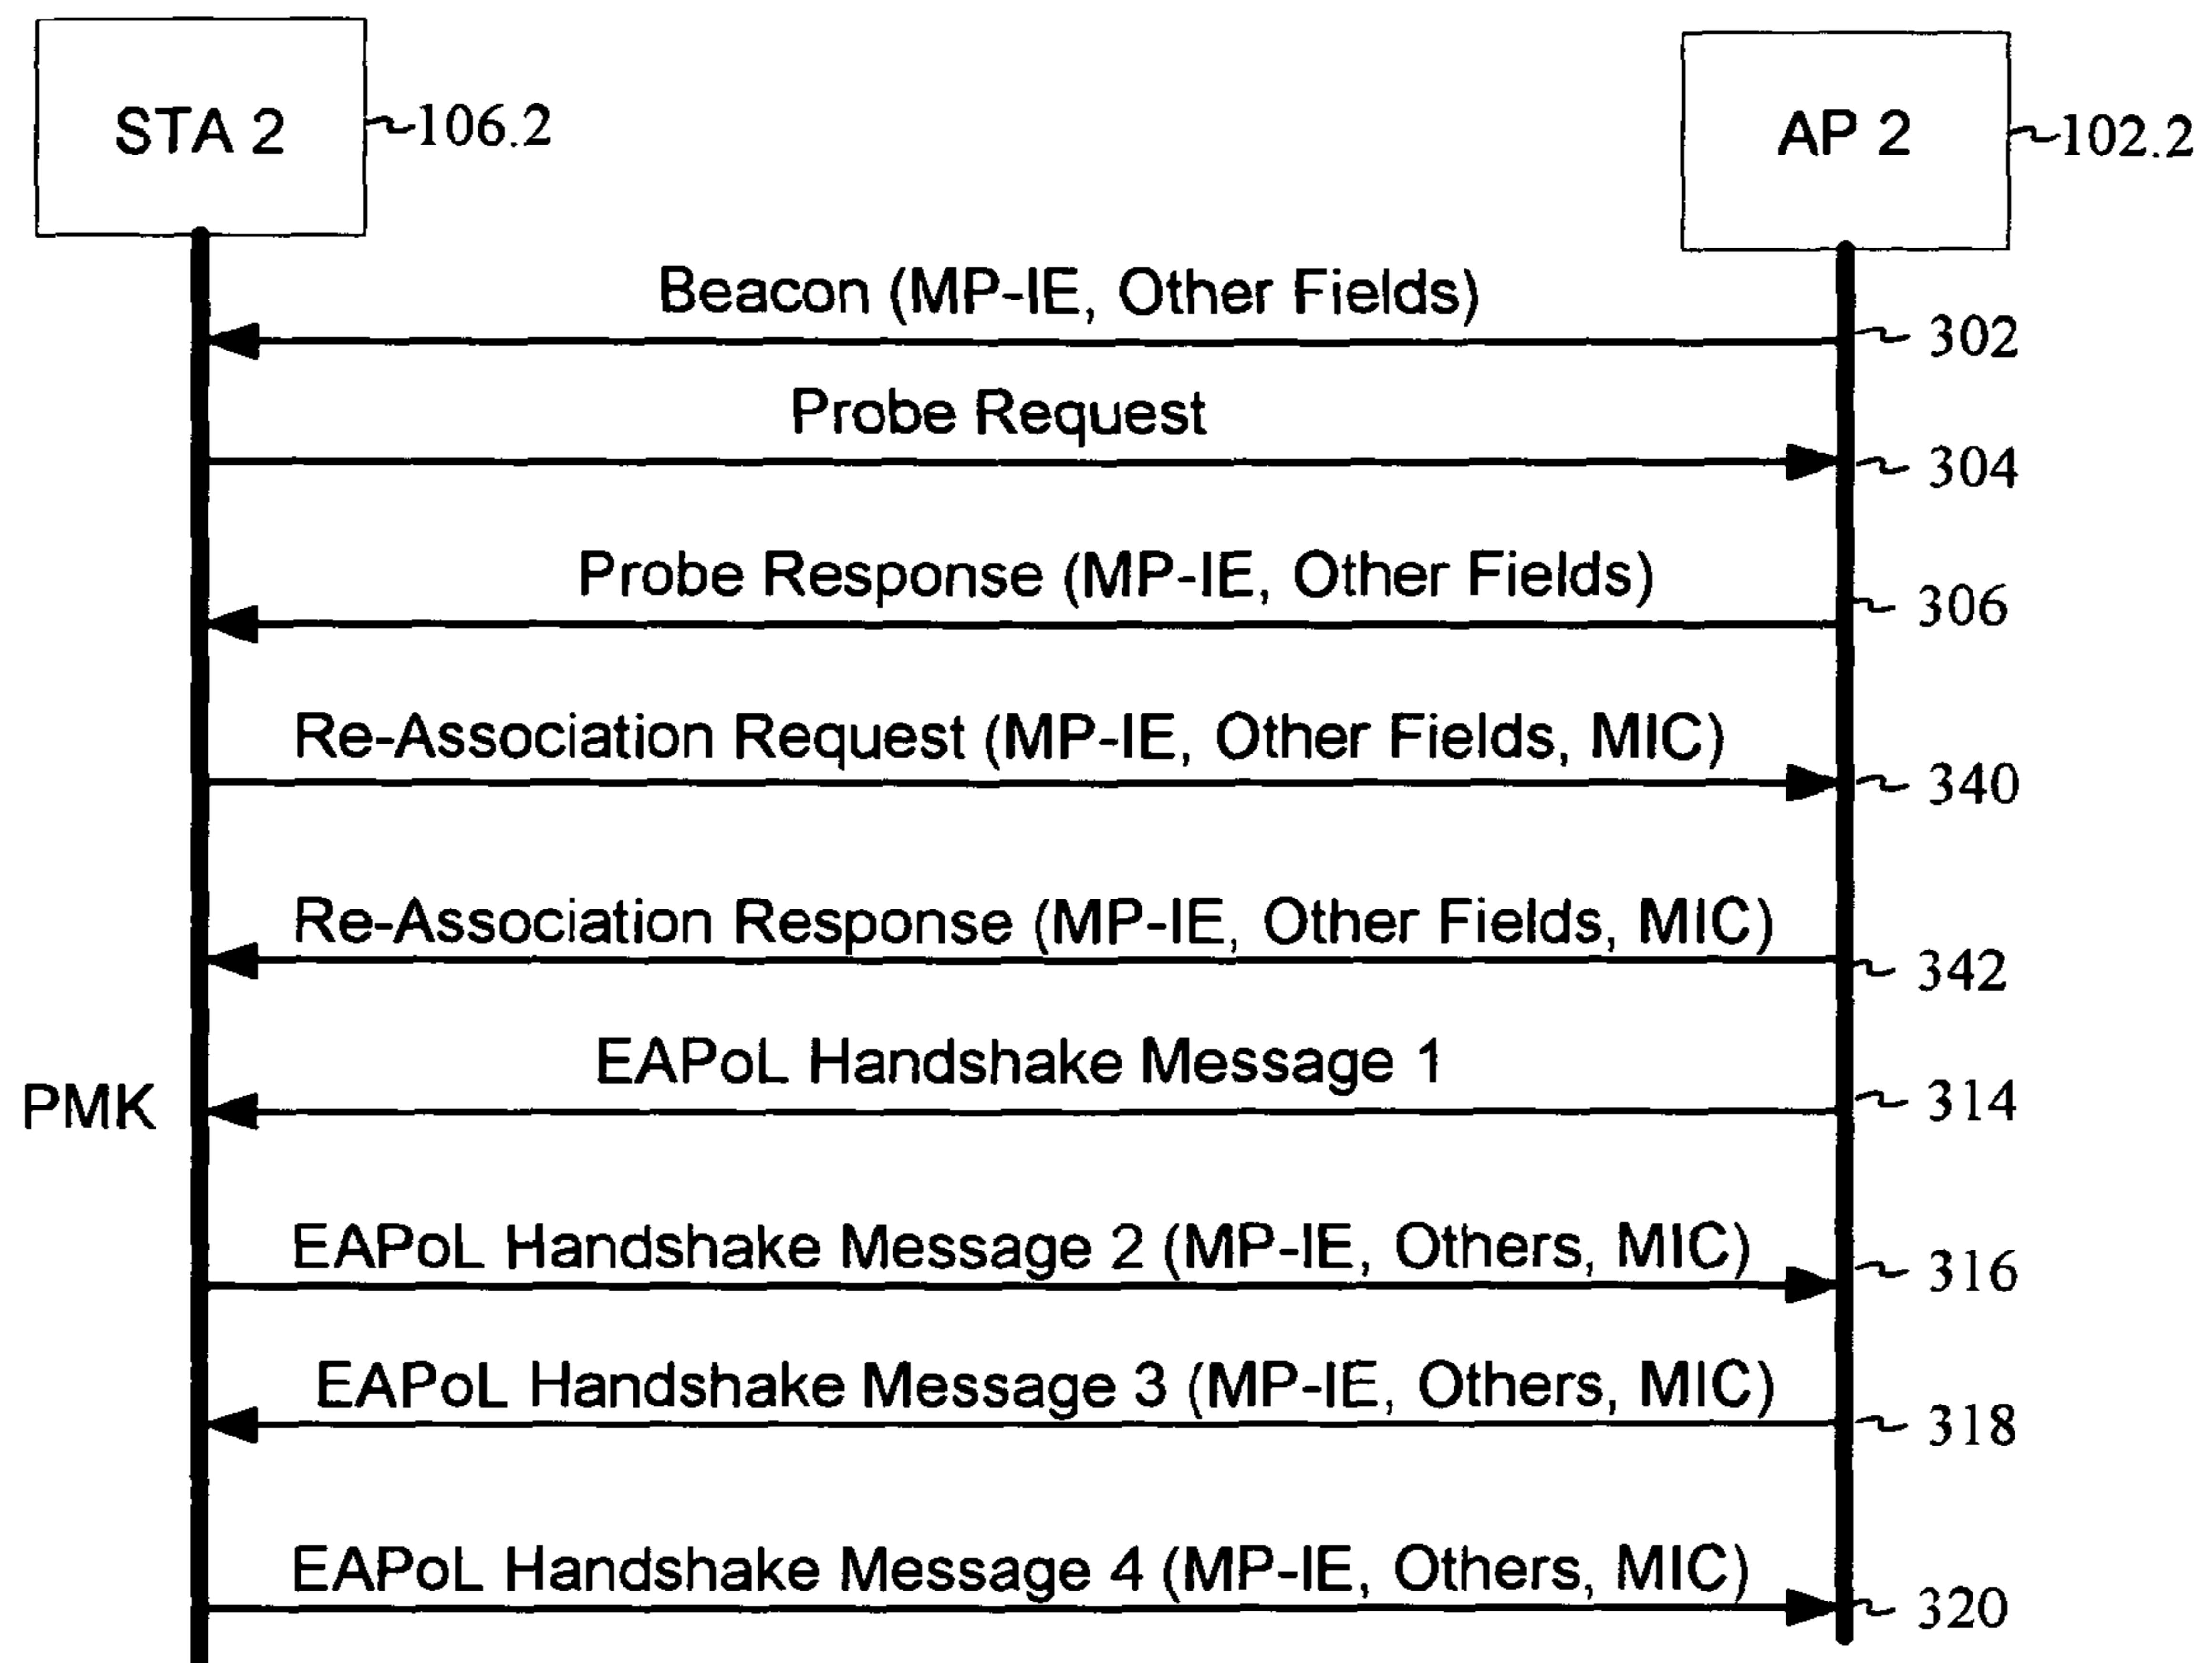 STA 2
106.2
AP 2
102.2
Beacon (MP-IE, Other Fields)
302
Probe Request
304
Probe Response (MP-IE, Other Fields)
306
Re-Association Request (MP-IE, Other Fields, MIC)
340
Re-Association Response (MP-IE, Other Fields, MIC)
342
EAPoL Handshake Message 1
314
PMK
EAPoL Handshake Message 2 (MP-IE, Others, MIC)
316
EAPoL Handshake Message 3 (MP-IE, Others, MIC)
318
EAPoL Handshake Message 4 (MP-IE, Others, MIC)
320